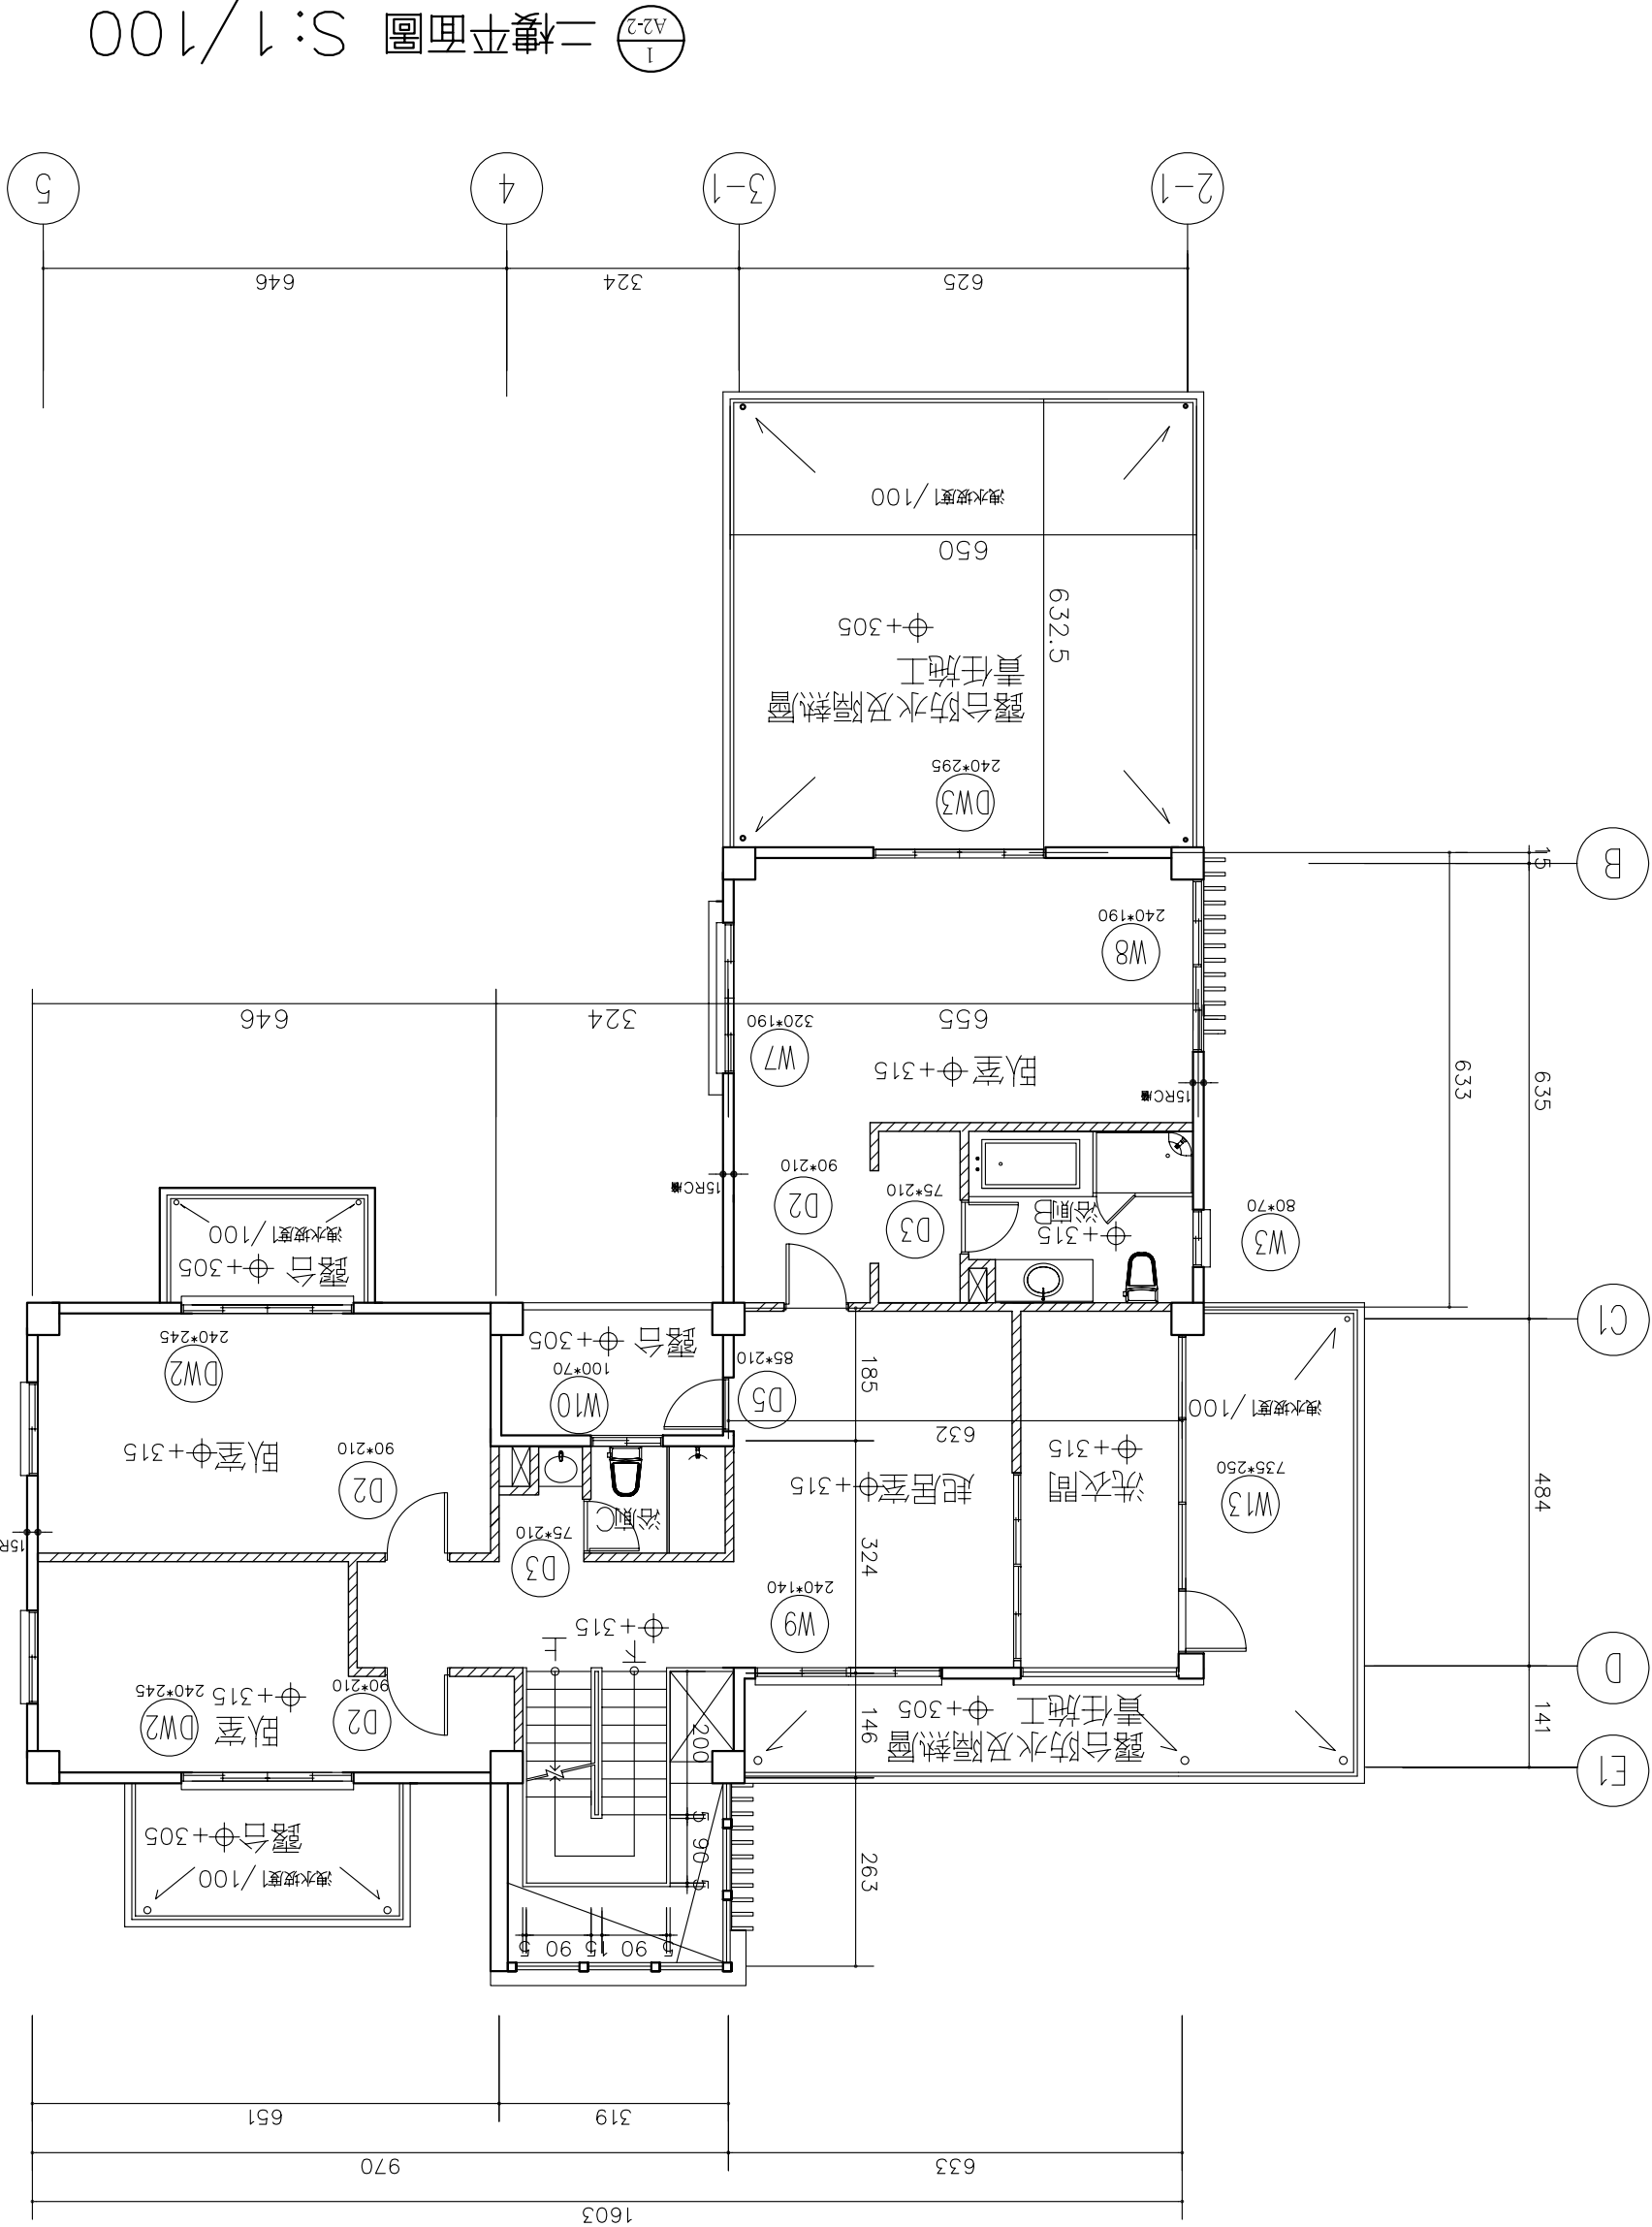 1603
633
970
319
651
5
90
15
90
5
263
5
90
5
200
洩水坡度1/100
露台 +305
E1
141
146
露台防水及隔熱層
責任施工 +305
D2
90*210
臥室 +315
DW2
240*245
D
W9
240*140
下
上
+315
324
484
W13
735*250
洗衣間
+315
起居室 +315
632
浴廁C
D3
75*210
D2
90*210
臥室 +315
15R
洩水坡度1/100
185
D5
85*210
W10
100*70
露台 +305
DW2
240*245
C1
W3
80*70
+315
浴廁B
D3
75*210
D2
90*210
露台 +305
洩水坡度1/100
15RC牆
15RC牆
635
633
臥室 +315
W7
320*190
655
324
646
W8
240*190
B
15
DW3
240*295
露台防水及隔熱層
責任施工
+305
632.5
650
洩水坡度1/100
625
324
646
2-1
3-1
4
5
1
A2-2
二樓平面圖 S:1/100